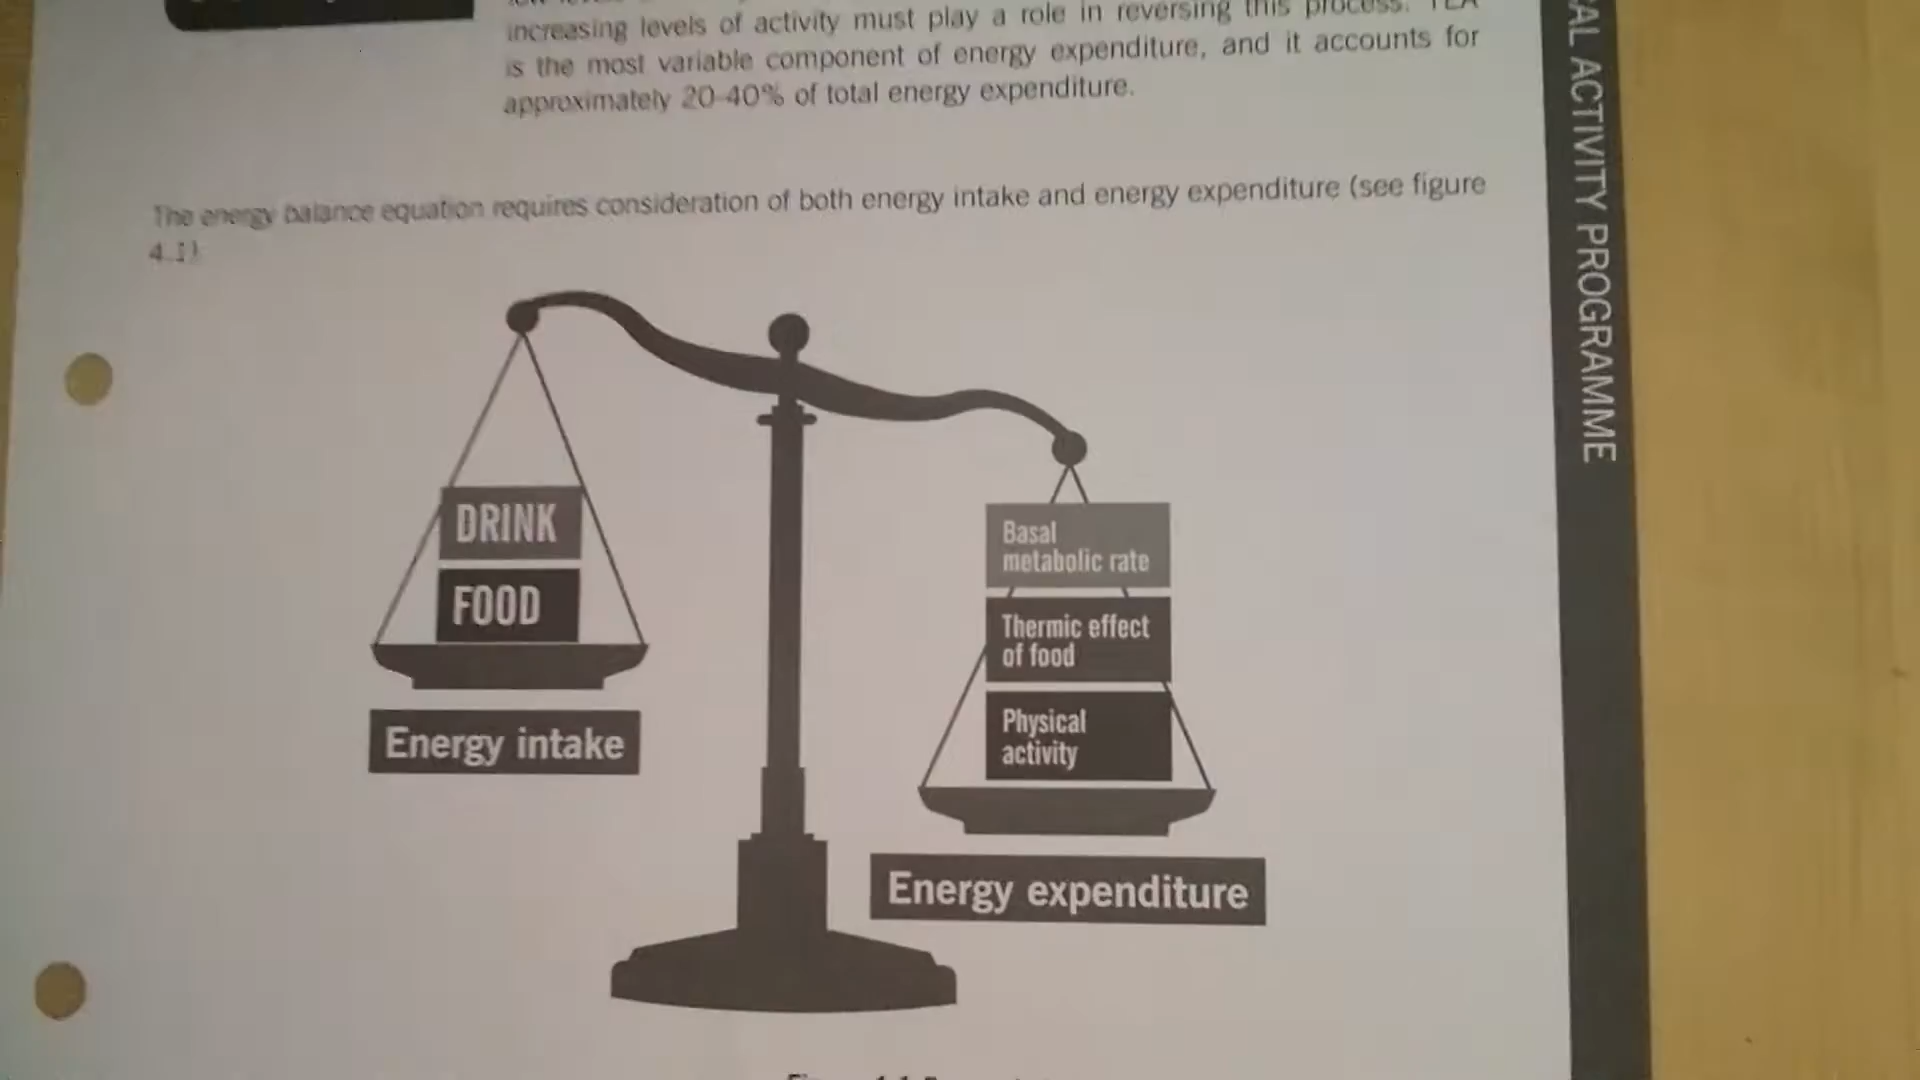 increasing levels of activity must play a role in reversing this process. TEA
is the most variable component of energy expenditure, and it accounts for
approximately 20-40% of total energy expenditure.
The energy balance equation requires consideration of both energy intake and energy expenditure (see figure
4.1)
DRINK
FOOD
Energy intake
Basal
metabolic rate
Thermic effect
of food
Physical
activity
Energy expenditure
ACTIVITY PROGRAMME